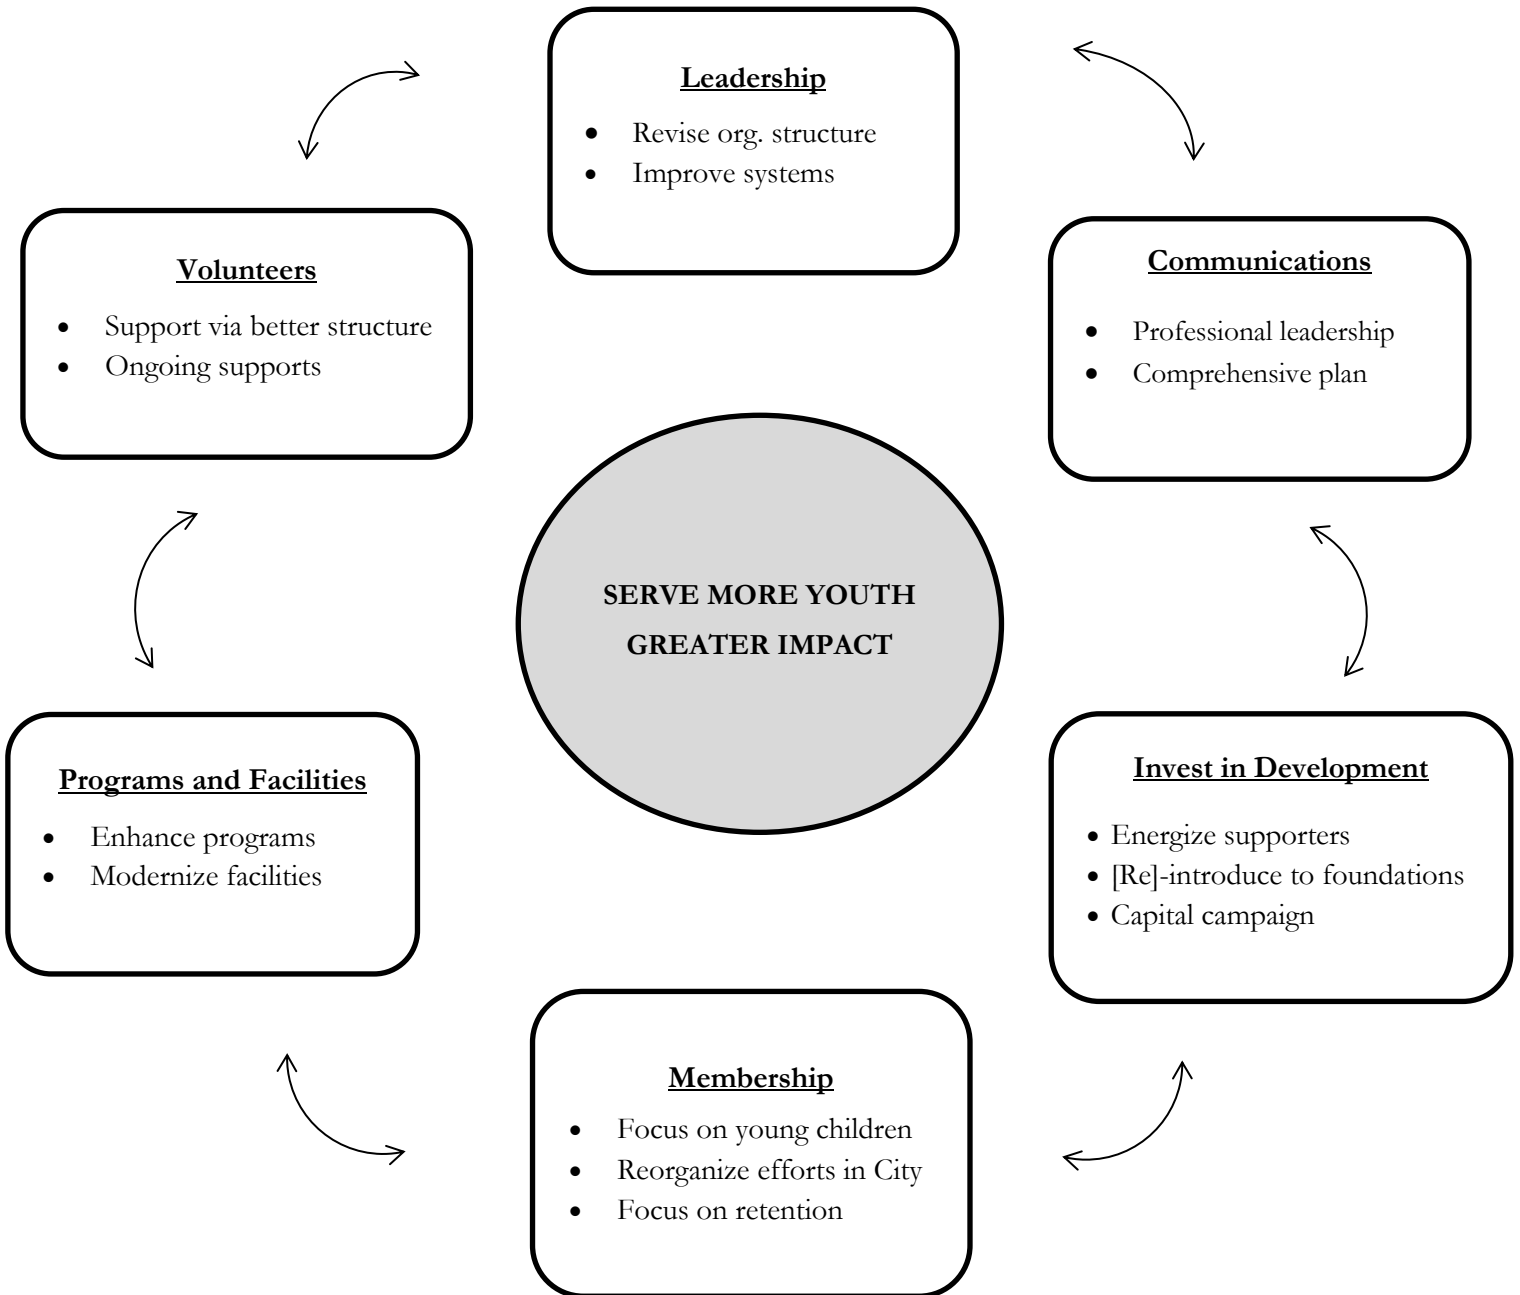 Leadership
• Revise org. structure
• Improve systems
Volunteers
• Support via better structure
• Ongoing supports
Communications
• Professional leadership
• Comprehensive plan
SERVE MORE YOUTH
GREATER IMPACT
Programs and Facilities
• Enhance programs
• Modernize facilities
Invest in Development
• Energize supporters
• [Re]-introduce to foundations
• Capital campaign
Membership
• Focus on young children
• Reorganize efforts in City
• Focus on retention